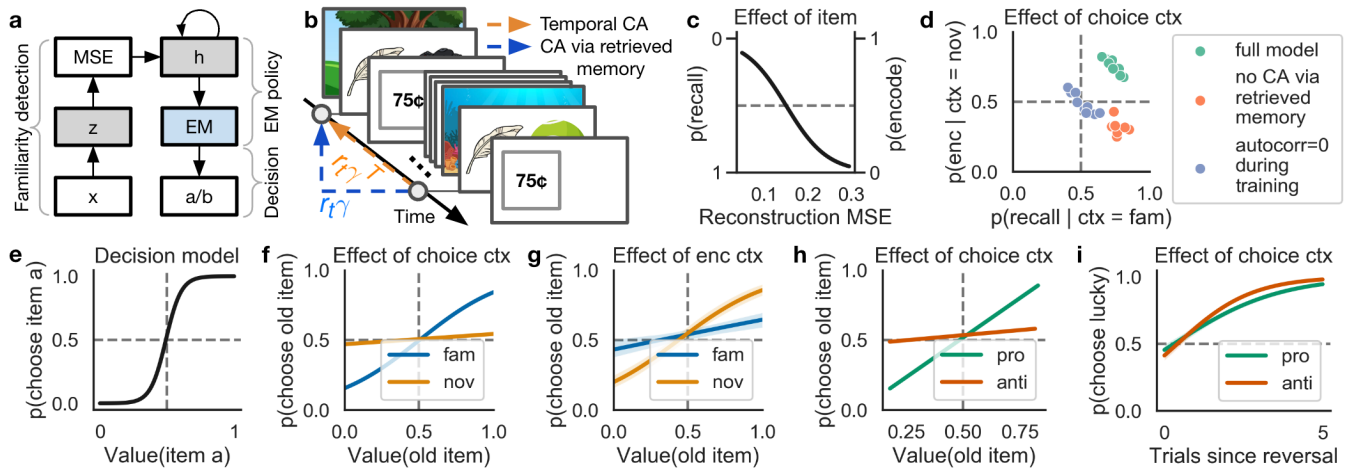 a
Familiarity detection
MSE
z
x
h
EM
a/b
EM policy
Decision
b
Temporal CA
CA via retrieved
memory
75¢
75¢
r_tγ^T
r_tγ
Time
c
Effect of item
p(recall)
0
1
p(encode)
1
0
0.1
0.2
0.3
Reconstruction MSE
d
Effect of choice ctx
p(enc | ctx = nov)
1.0
0.5
0.0
0.0
0.5
1.0
p(recall | ctx = fam)
full model
no CA via
retrieved
memory
autocorr=0
during
training
e
Decision model
p(choose item a)
1.0
0.5
0.0
0
1
Value(item a)
f
Effect of choice ctx
p(choose old item)
1.0
0.5
0.0
fam
nov
0.0
0.5
1.0
Value(old item)
g
Effect of enc ctx
p(choose old item)
1.0
0.5
0.0
fam
nov
0.0
0.5
1.0
Value(old item)
h
Effect of choice ctx
p(choose old item)
1.0
0.5
0.0
pro
anti
0.25
0.50
0.75
Value(old item)
i
Effect of choice ctx
p(choose lucky)
1.0
0.5
0.0
pro
anti
0
5
Trials since reversal